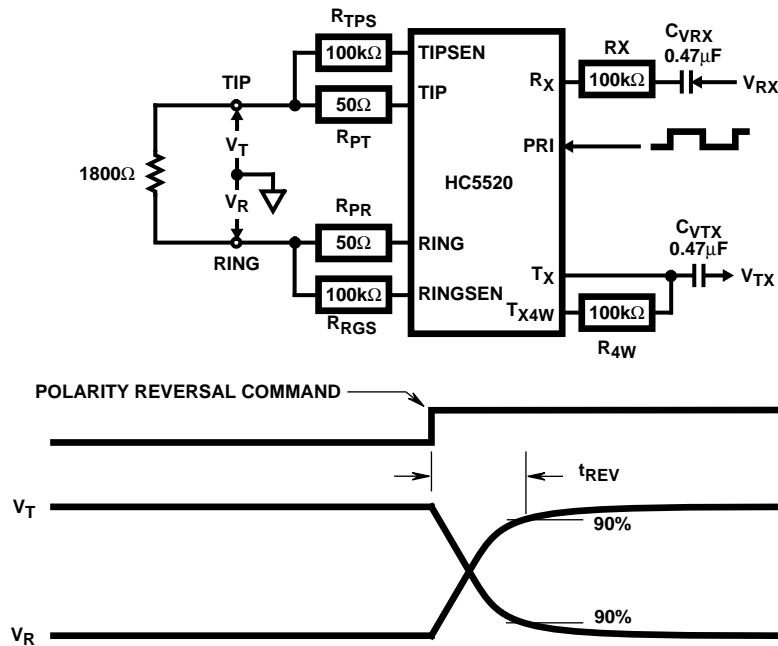 R_TPS
100kΩ
TIPSEN
TIP
50Ω
TIP
R_PT
V_T
1800Ω
V_R
R_PR
50Ω
RING
RING
100kΩ
RINGSEN
R_RGS
HC5520
R_X
RX
100kΩ
C_VRX
0.47μF
V_RX
PRI
C_VTX
0.47μF
T_X
V_TX
T_X4W
100kΩ
R_4W
POLARITY REVERSAL COMMAND
t_REV
V_T
90%
90%
V_R